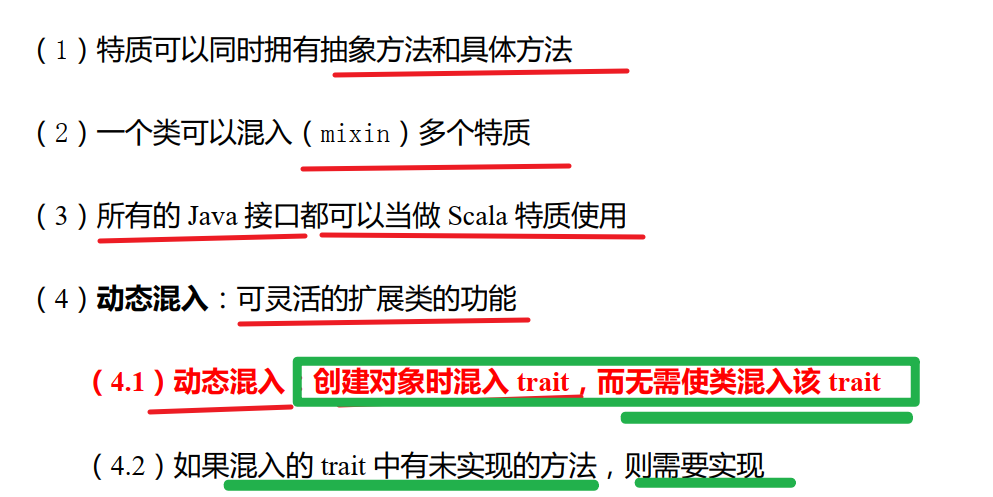 （1）特质可以同时拥有抽象方法和具体方法
（2）一个类可以混入（mixin）多个特质
（3）所有的 Java 接口都可以当做 Scala 特质使用
（4）动态混入：可灵活的扩展类的功能
（4.1）动态混入：创建对象时混入 trait，而无需使类混入该 trait
（4.2）如果混入的 trait 中有未实现的方法，则需要实现